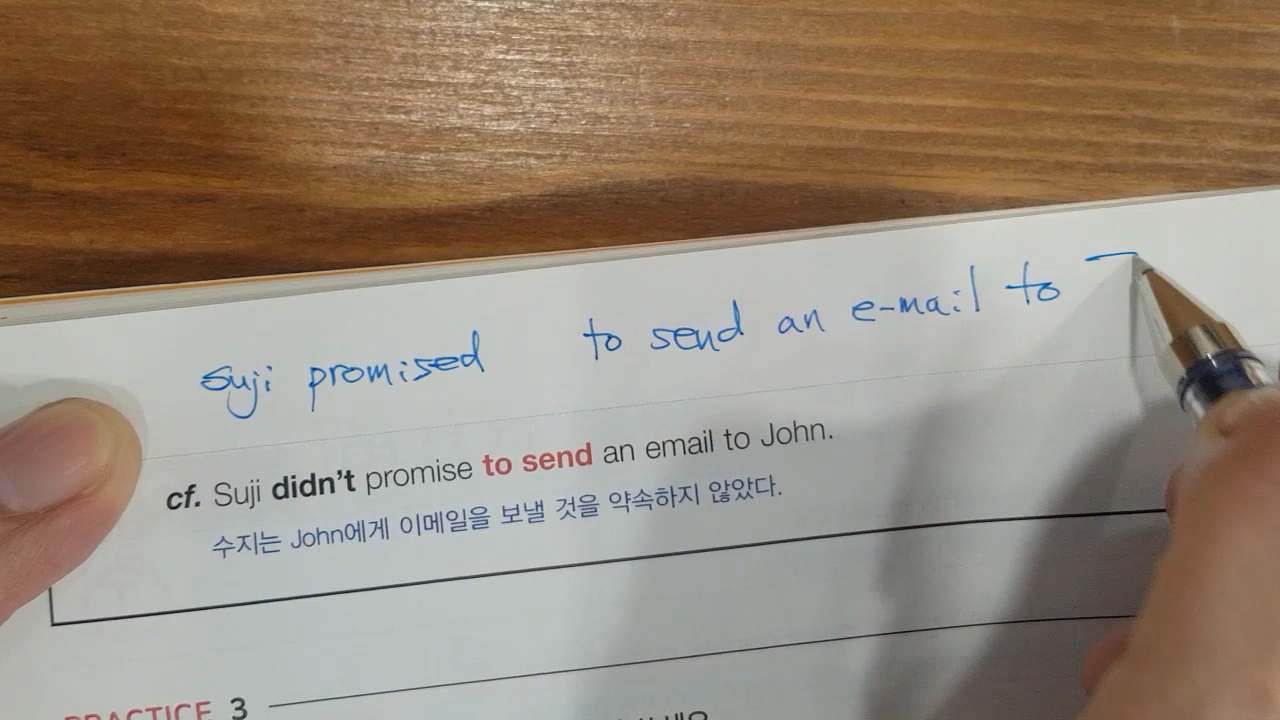 Suji promised to send an e-mail to
cf. Suji didn't promise to send an email to John.
수지는 John에게 이메일을 보낼 것을 약속하지 않았다.
PRACTICE 3